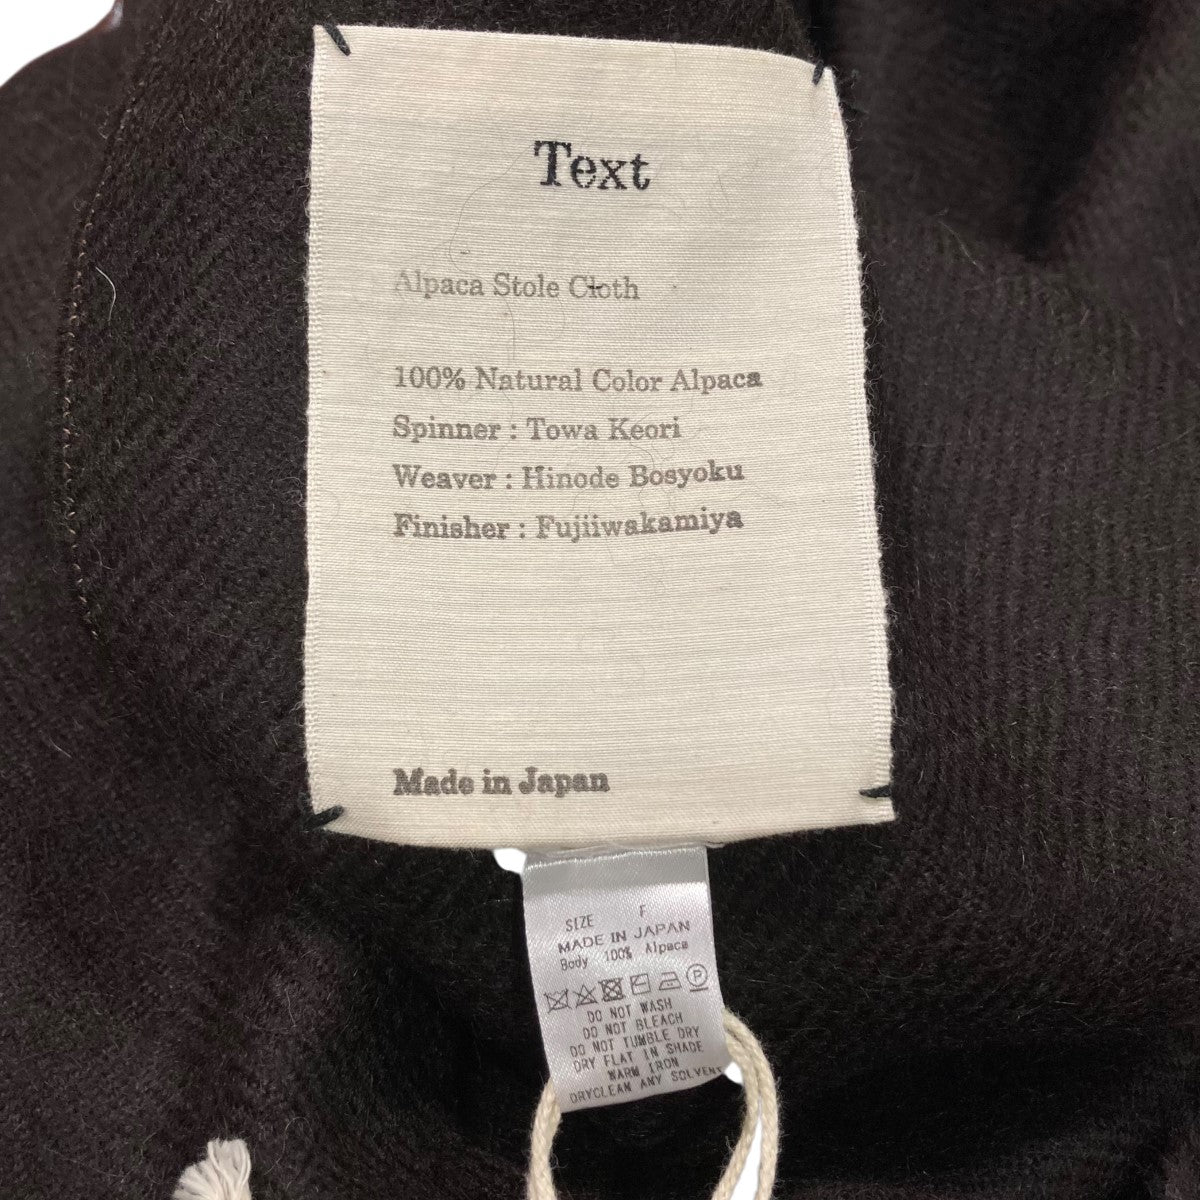 Text
Alpaca Stole Cloth
100% Natural Color Alpaca
Spinner : Towa Keori
Weaver : Hinode Bosyoku
Finisher : Fujiiwakamiya
Made in Japan
SIZE F
MADE IN JAPAN
Body 100% Alpaca
P
DO NOT WASH
DO NOT BLEACH
DO NOT TUMBLE DRY
DRY FLAT IN SHADE
WARM IRON
DRYCLEAN ANY SOLVENT